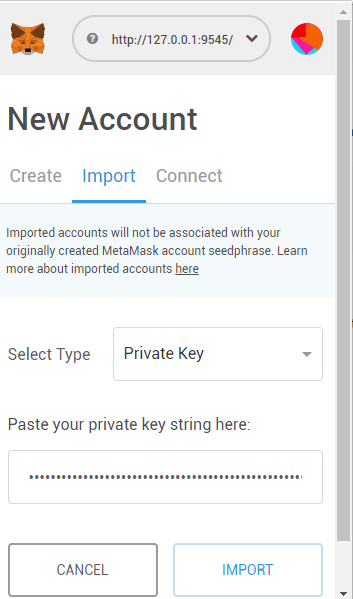 http://127.0.0.1:9545/
New Account
Create Import Connect
Imported accounts will not be associated with your
originally created MetaMask account seedphrase. Learn
more about imported accounts here
Select Type Private Key
Paste your private key string here:
CANCEL IMPORT